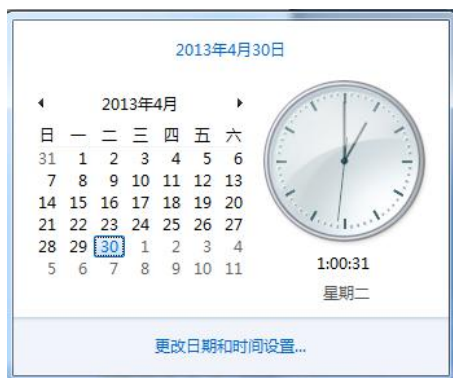 2013年4月30日
2013年4月
日 一 二 三 四 五 六
31 1 2 3 4 5 6
7 8 9 10 11 12 13
14 15 16 17 18 19 20
21 22 23 24 25 26 27
28 29 30 1 2 3 4
5 6 7 8 9 10 11
1:00:31
星期二
更改日期和时间设置...